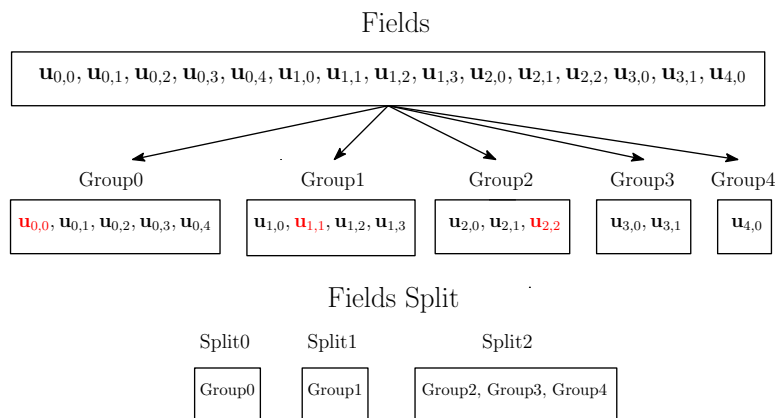 Fields
u0,0, u0,1, u0,2, u0,3, u0,4, u1,0, u1,1, u1,2, u1,3, u2,0, u2,1, u2,2, u3,0, u3,1, u4,0
Group0 Group1 Group2 Group3 Group4
u0,0, u0,1, u0,2, u0,3, u0,4 u1,0, u1,1, u1,2, u1,3 u2,0, u2,1, u2,2 u3,0, u3,1 u4,0
Fields Split
Split0 Split1 Split2
Group0 Group1 Group2, Group3, Group4